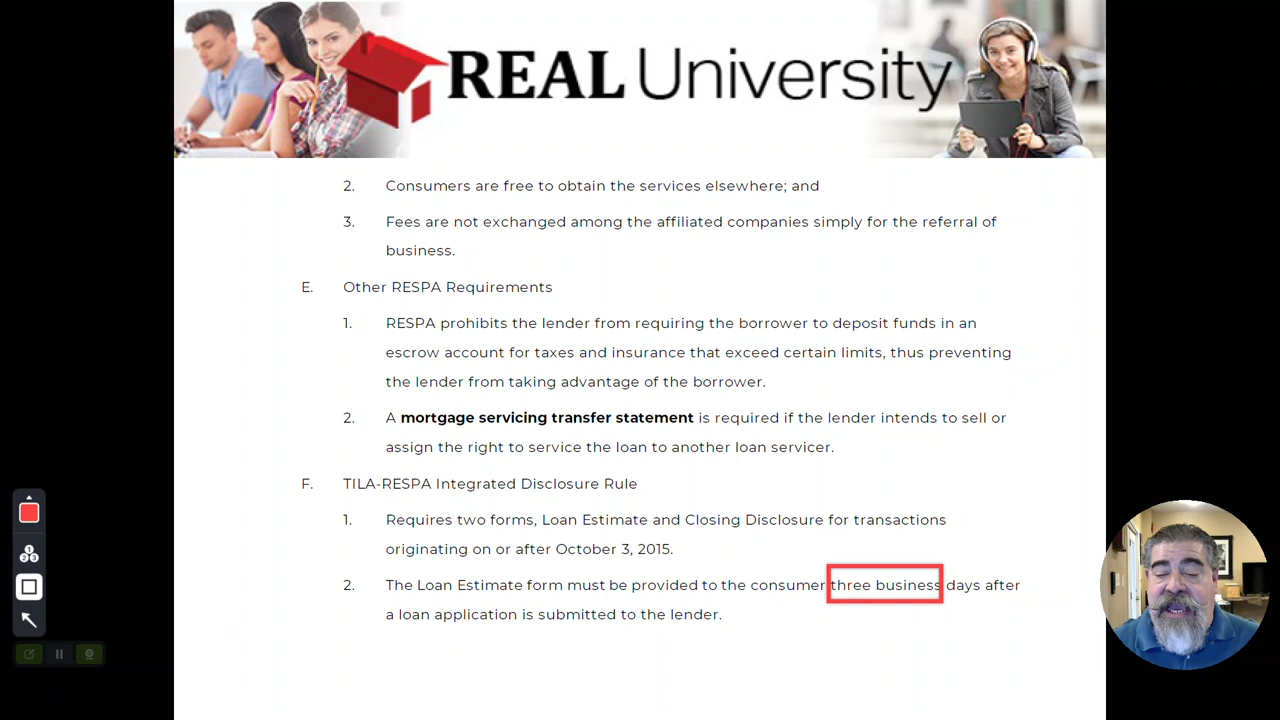 REAL University
2. Consumers are free to obtain the services elsewhere; and
3. Fees are not exchanged among the affiliated companies simply for the referral of
business.
E. Other RESPA Requirements
1. RESPA prohibits the lender from requiring the borrower to deposit funds in an
escrow account for taxes and insurance that exceed certain limits, thus preventing
the lender from taking advantage of the borrower.
2. A mortgage servicing transfer statement is required if the lender intends to sell or
assign the right to service the loan to another loan servicer.
F. TILA-RESPA Integrated Disclosure Rule
1. Requires two forms, Loan Estimate and Closing Disclosure for transactions
originating on or after October 3, 2015.
2. The Loan Estimate form must be provided to the consumer three business days after
a loan application is submitted to the lender.